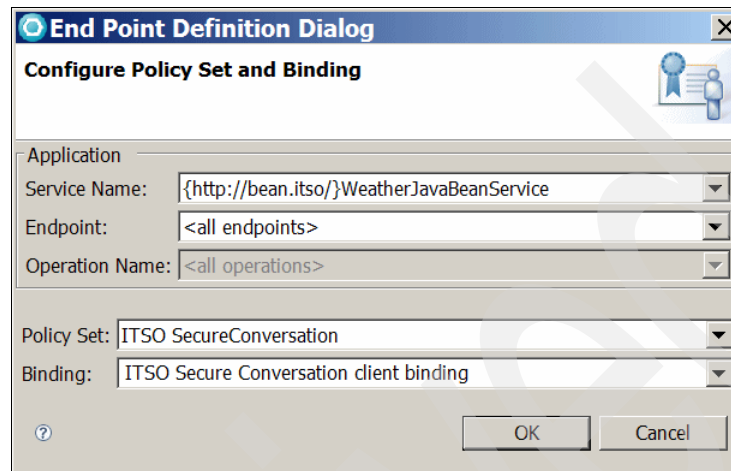 End Point Definition Dialog
Configure Policy Set and Binding
Application
Service Name: {http://bean.itso/}WeatherJavaBeanService
Endpoint: <all endpoints>
Operation Name: <all operations>
Policy Set: ITSO SecureConversation
Binding: ITSO Secure Conversation client binding
? OK Cancel